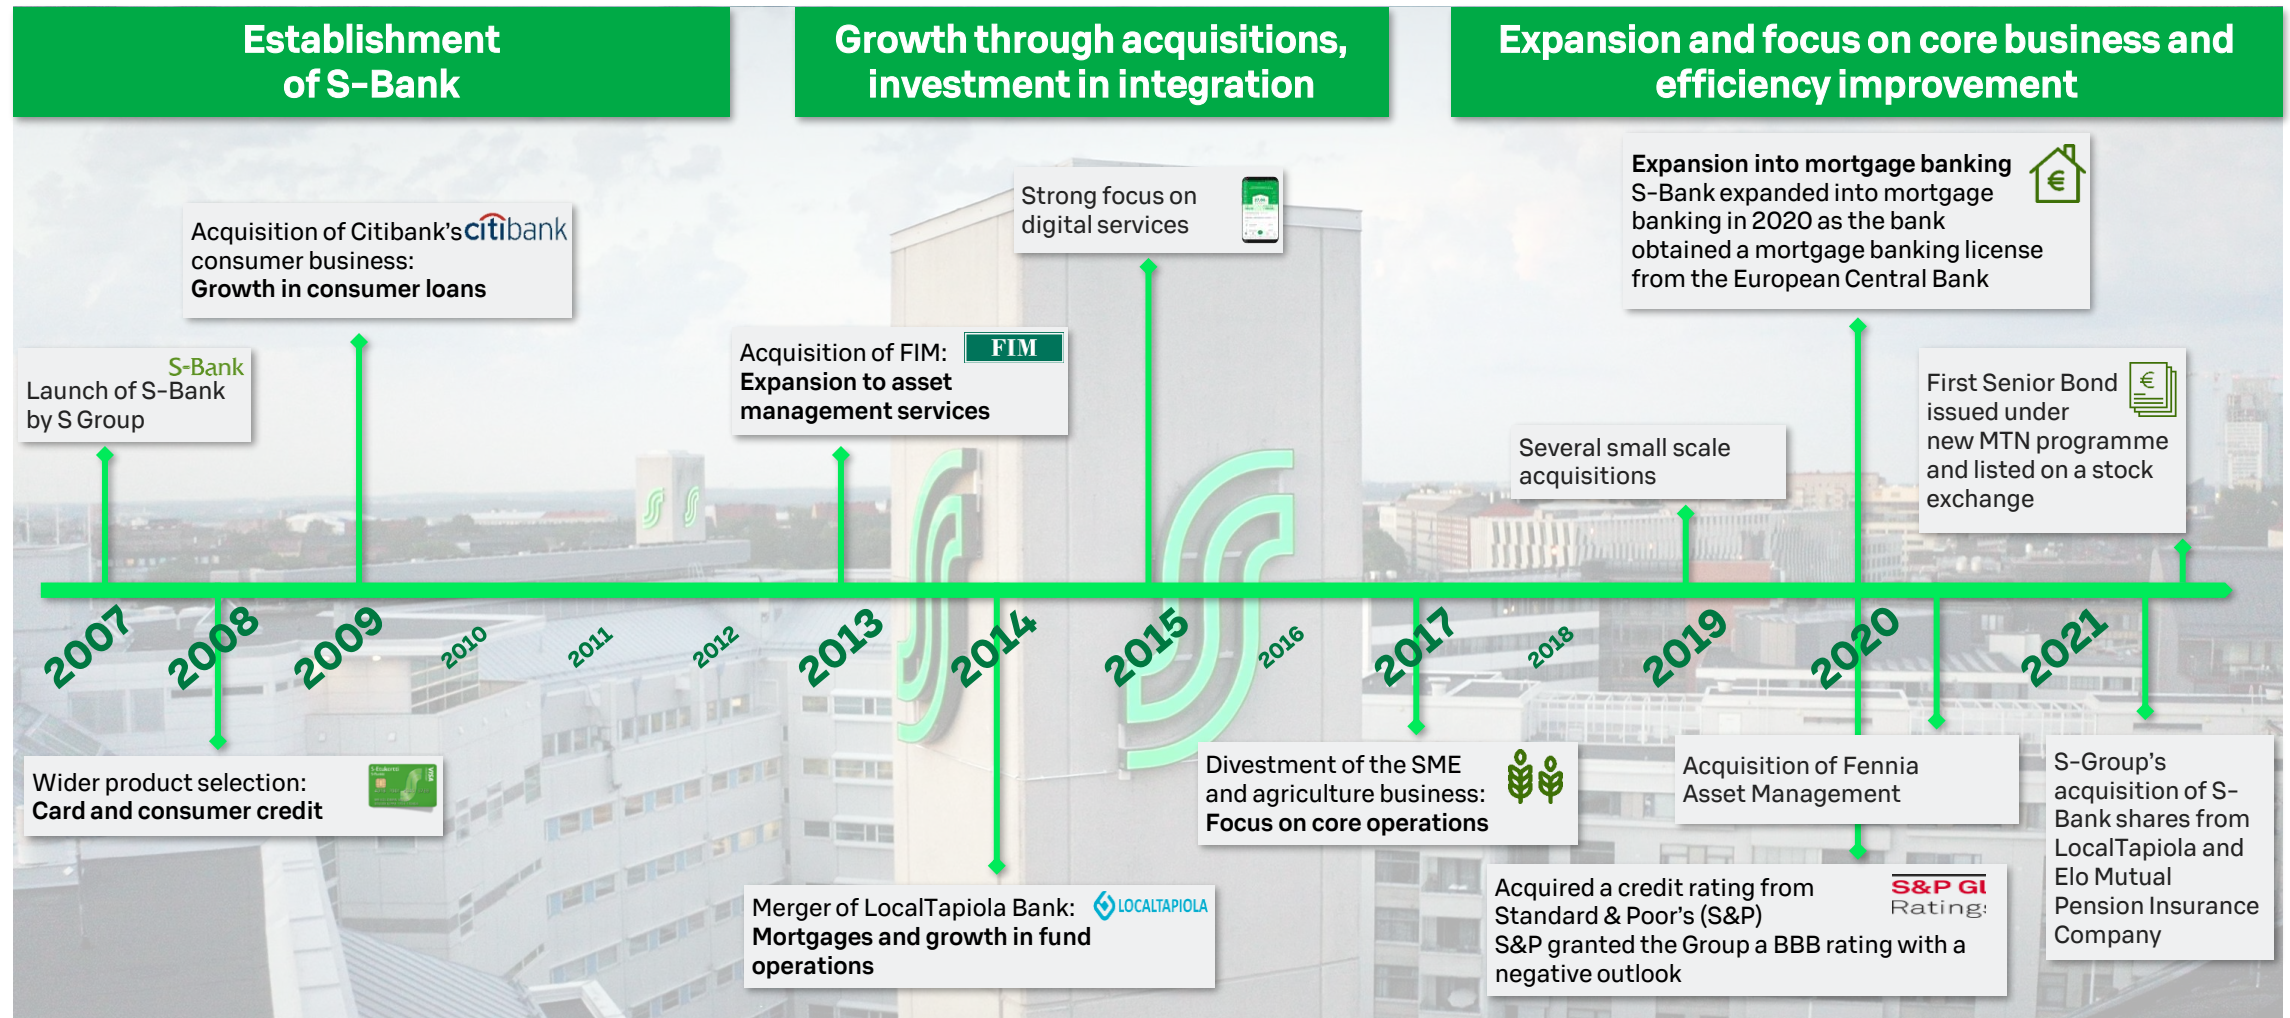 Establishment
of S-Bank
Growth through acquisitions,
investment in integration
Expansion and focus on core business and
efficiency improvement
S-Bank
Launch of S-Bank
by S Group
Acquisition of Citibank's
citibank
consumer business:
Growth in consumer loans
Acquisition of FIM:
FIM
Expansion to asset
management services
Strong focus on
digital services
Several small scale
acquisitions
Expansion into mortgage banking
S-Bank expanded into mortgage
banking in 2020 as the bank
obtained a mortgage banking license
from the European Central Bank
€
First Senior Bond
€
issued under
new MTN programme
and listed on a stock
exchange
2007
2008
2009
2010
2011
2012
2013
2014
2015
2016
2017
2018
2019
2020
2021
Wider product selection:
Card and consumer credit
VISA
Merger of LocalTapiola Bank:
LOCALTAPIOLA
Mortgages and growth in fund
operations
Divestment of the SME
and agriculture business:
Focus on core operations
Acquisition of Fennia
Asset Management
Acquired a credit rating from
Standard & Poor's (S&P)
S&P granted the Group a BBB rating with a
negative outlook
S&P Gl
Rating
S-Group's
acquisition of S-
Bank shares from
LocalTapiola and
Elo Mutual
Pension Insurance
Company